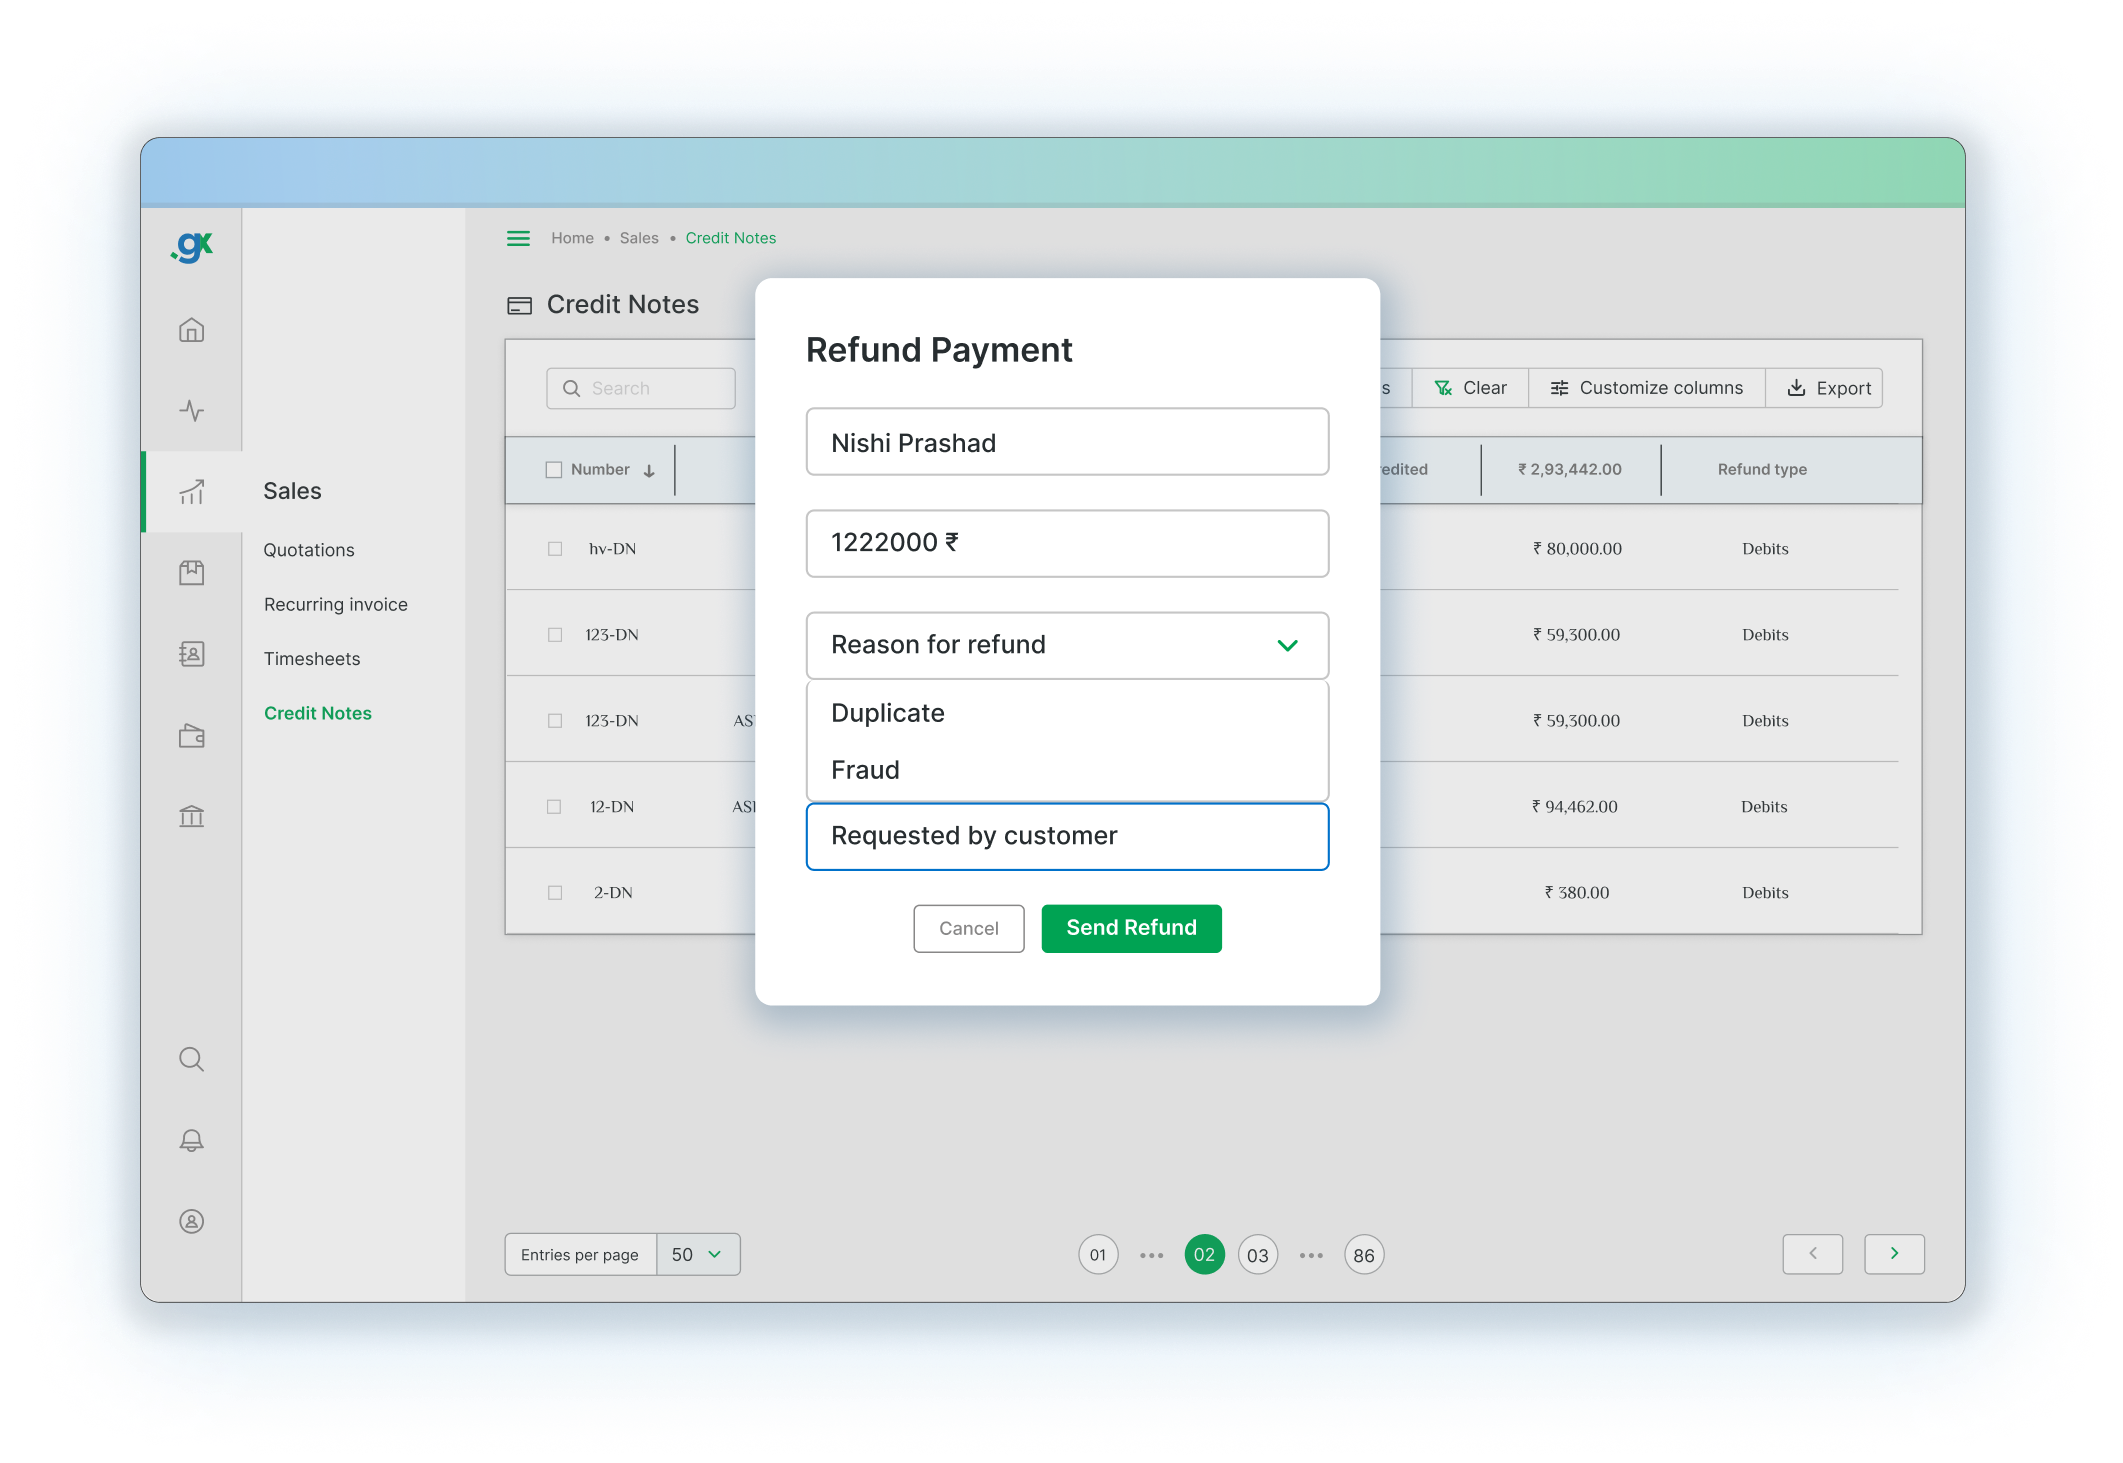 .gx
Home • Sales • Credit Notes
Credit Notes
Search
s
Clear
Customize columns
Export
Number
edited
₹ 2,93,442.00
Refund type
hv-DN
₹ 80,000.00
Debits
123-DN
₹ 59,300.00
Debits
123-DN
AS
₹ 59,300.00
Debits
12-DN
AS
₹ 94,462.00
Debits
2-DN
₹ 380.00
Debits
Sales
Quotations
Recurring invoice
Timesheets
Credit Notes
Refund Payment
Nishi Prashad
1222000 ₹
Reason for refund
Duplicate
Fraud
Requested by customer
Cancel
Send Refund
Entries per page
50
01 ••• 02 03 ••• 86